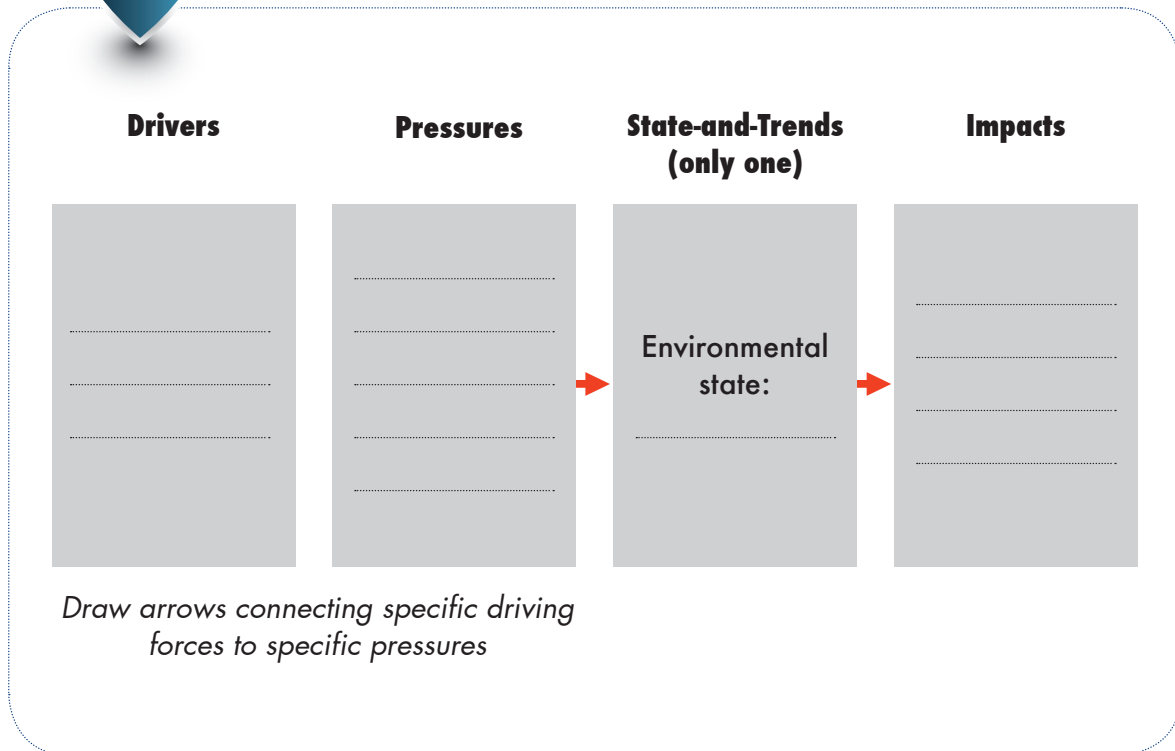 Drivers
Pressures
State-and-Trends
(only one)
Impacts
Environmental
state:
Draw arrows connecting specific driving
forces to specific pressures